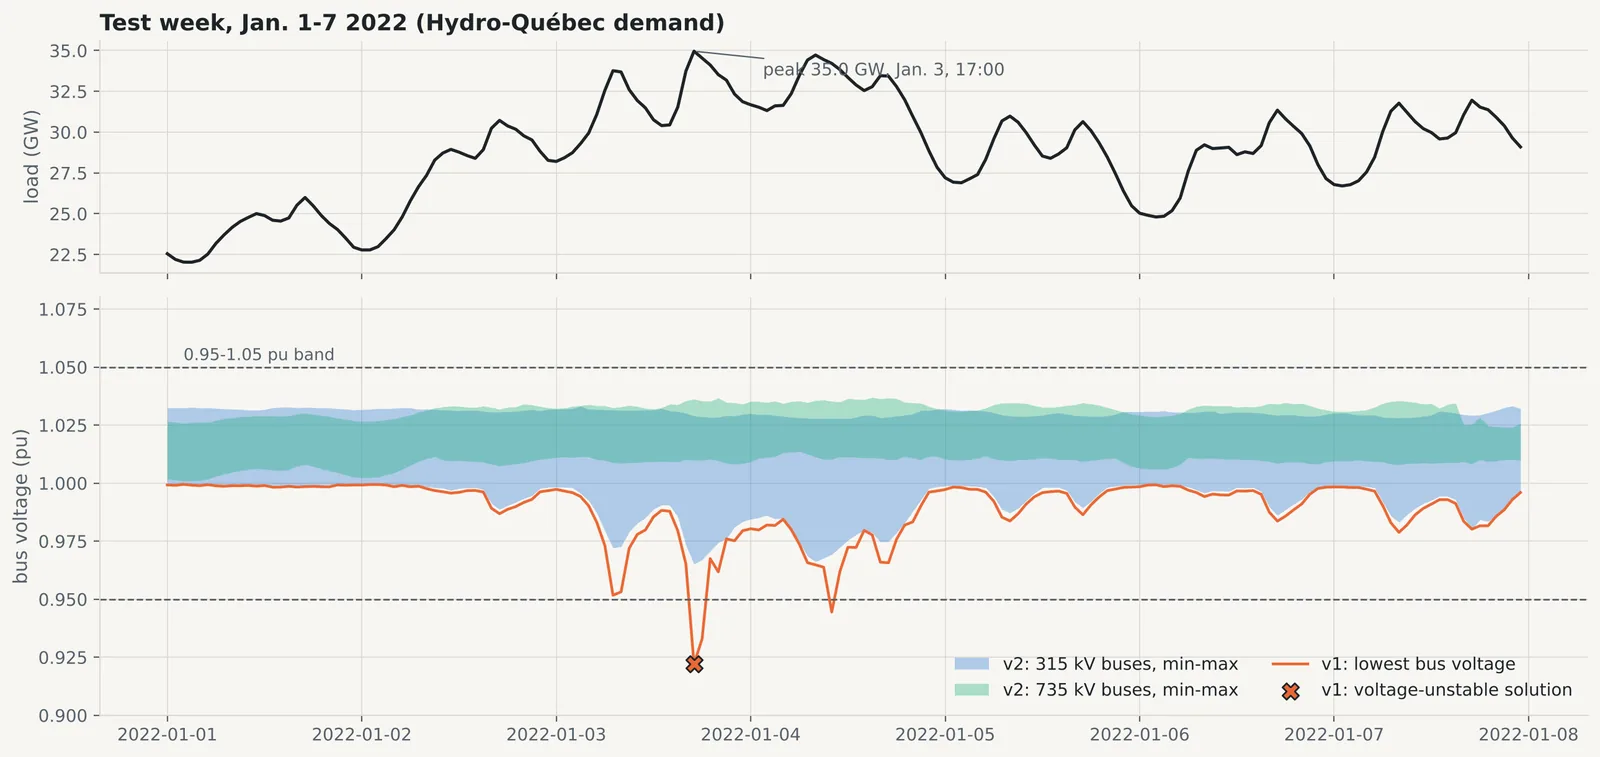 Test week, Jan. 1-7 2022 (Hydro-Québec demand)
35.0
32.5
30.0
27.5
25.0
22.5
load (GW)
peak 35.0 GW, Jan. 3, 17:00
1.075
1.050
1.025
1.000
0.975
0.950
0.925
0.900
bus voltage (pu)
0.95-1.05 pu band
v2: 315 kV buses, min-max
v2: 735 kV buses, min-max
v1: lowest bus voltage
v1: voltage-unstable solution
2022-01-01
2022-01-02
2022-01-03
2022-01-04
2022-01-05
2022-01-06
2022-01-07
2022-01-08